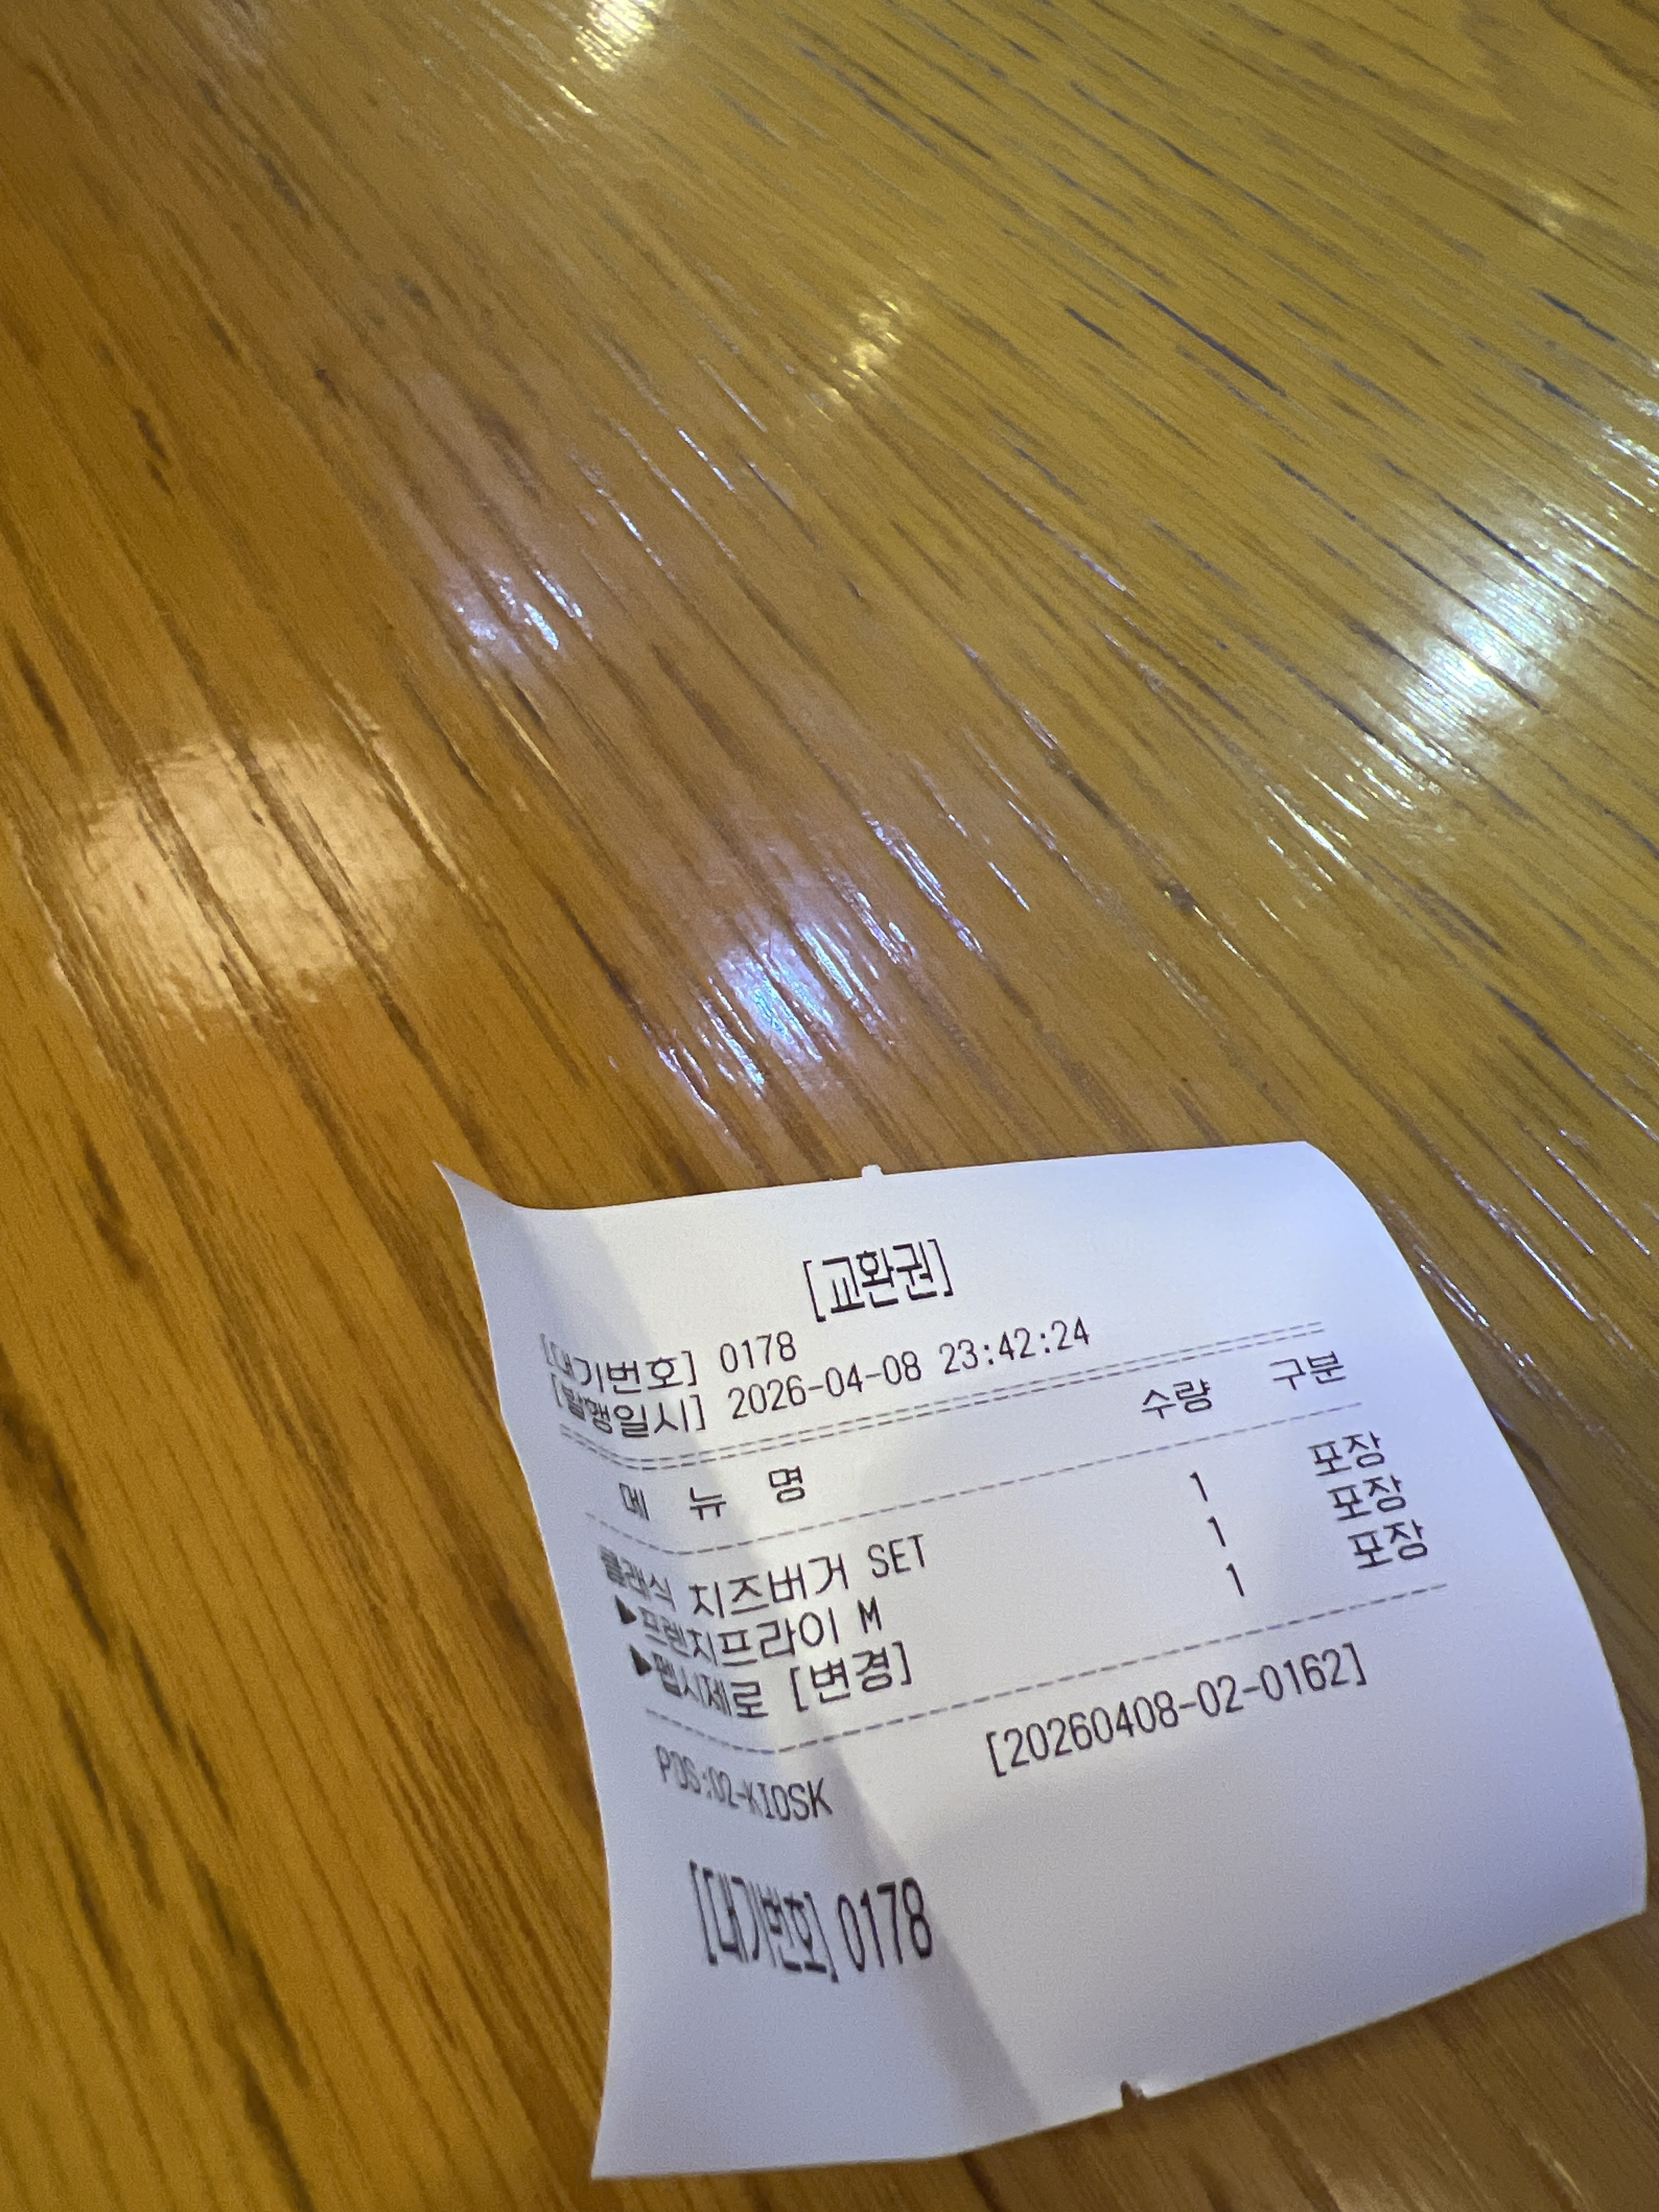 [교환권]
[대기번호] 0178
[발행일시] 2026-04-08 23:42:24
메 뉴 명 수량 구분
클래식 치즈버거 SET 1 포장
▶프렌치프라이 M 1 포장
▶펩시제로 [변경] 1 포장
POS:02-KIOSK [20260408-02-0162]
[대기번호] 0178